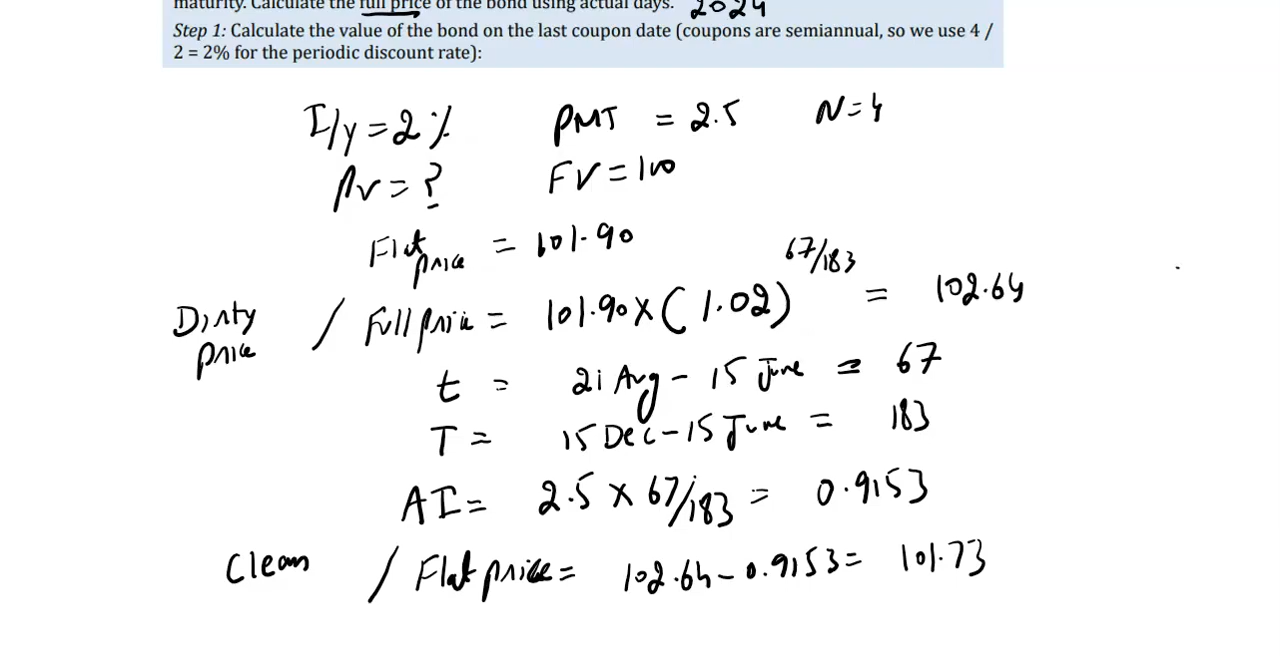 maturity. Calculate the full price of the bond using actual days. 2024
Step 1: Calculate the value of the bond on the last coupon date (coupons are semiannual, so we use 4 /
2 = 2% for the periodic discount rate):
I/y = 2% PMT = 2.5 N = 4
PV = ? FV = 100
Flat price = 101.90
Dirty price / Full price = 101.90 x (1.02)^67/183 = 102.64
t = 21 Aug - 15 June = 67
T = 15 Dec - 15 June = 183
AI = 2.5 x 67/183 = 0.9153
Clean / Flat price = 102.64 - 0.9153 = 101.73